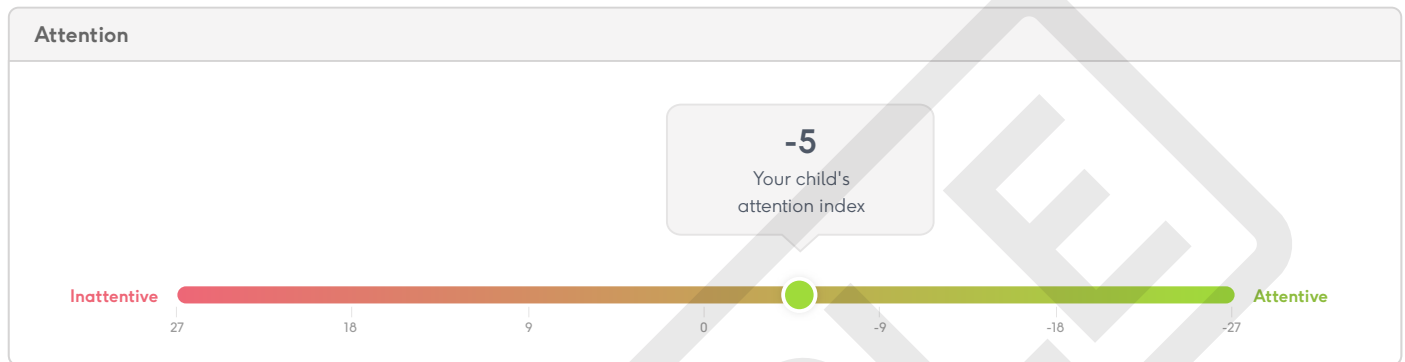 Attention
-5
Your child's
attention index
Inattentive
Attentive
27 18 9 0 -9 -18 -27